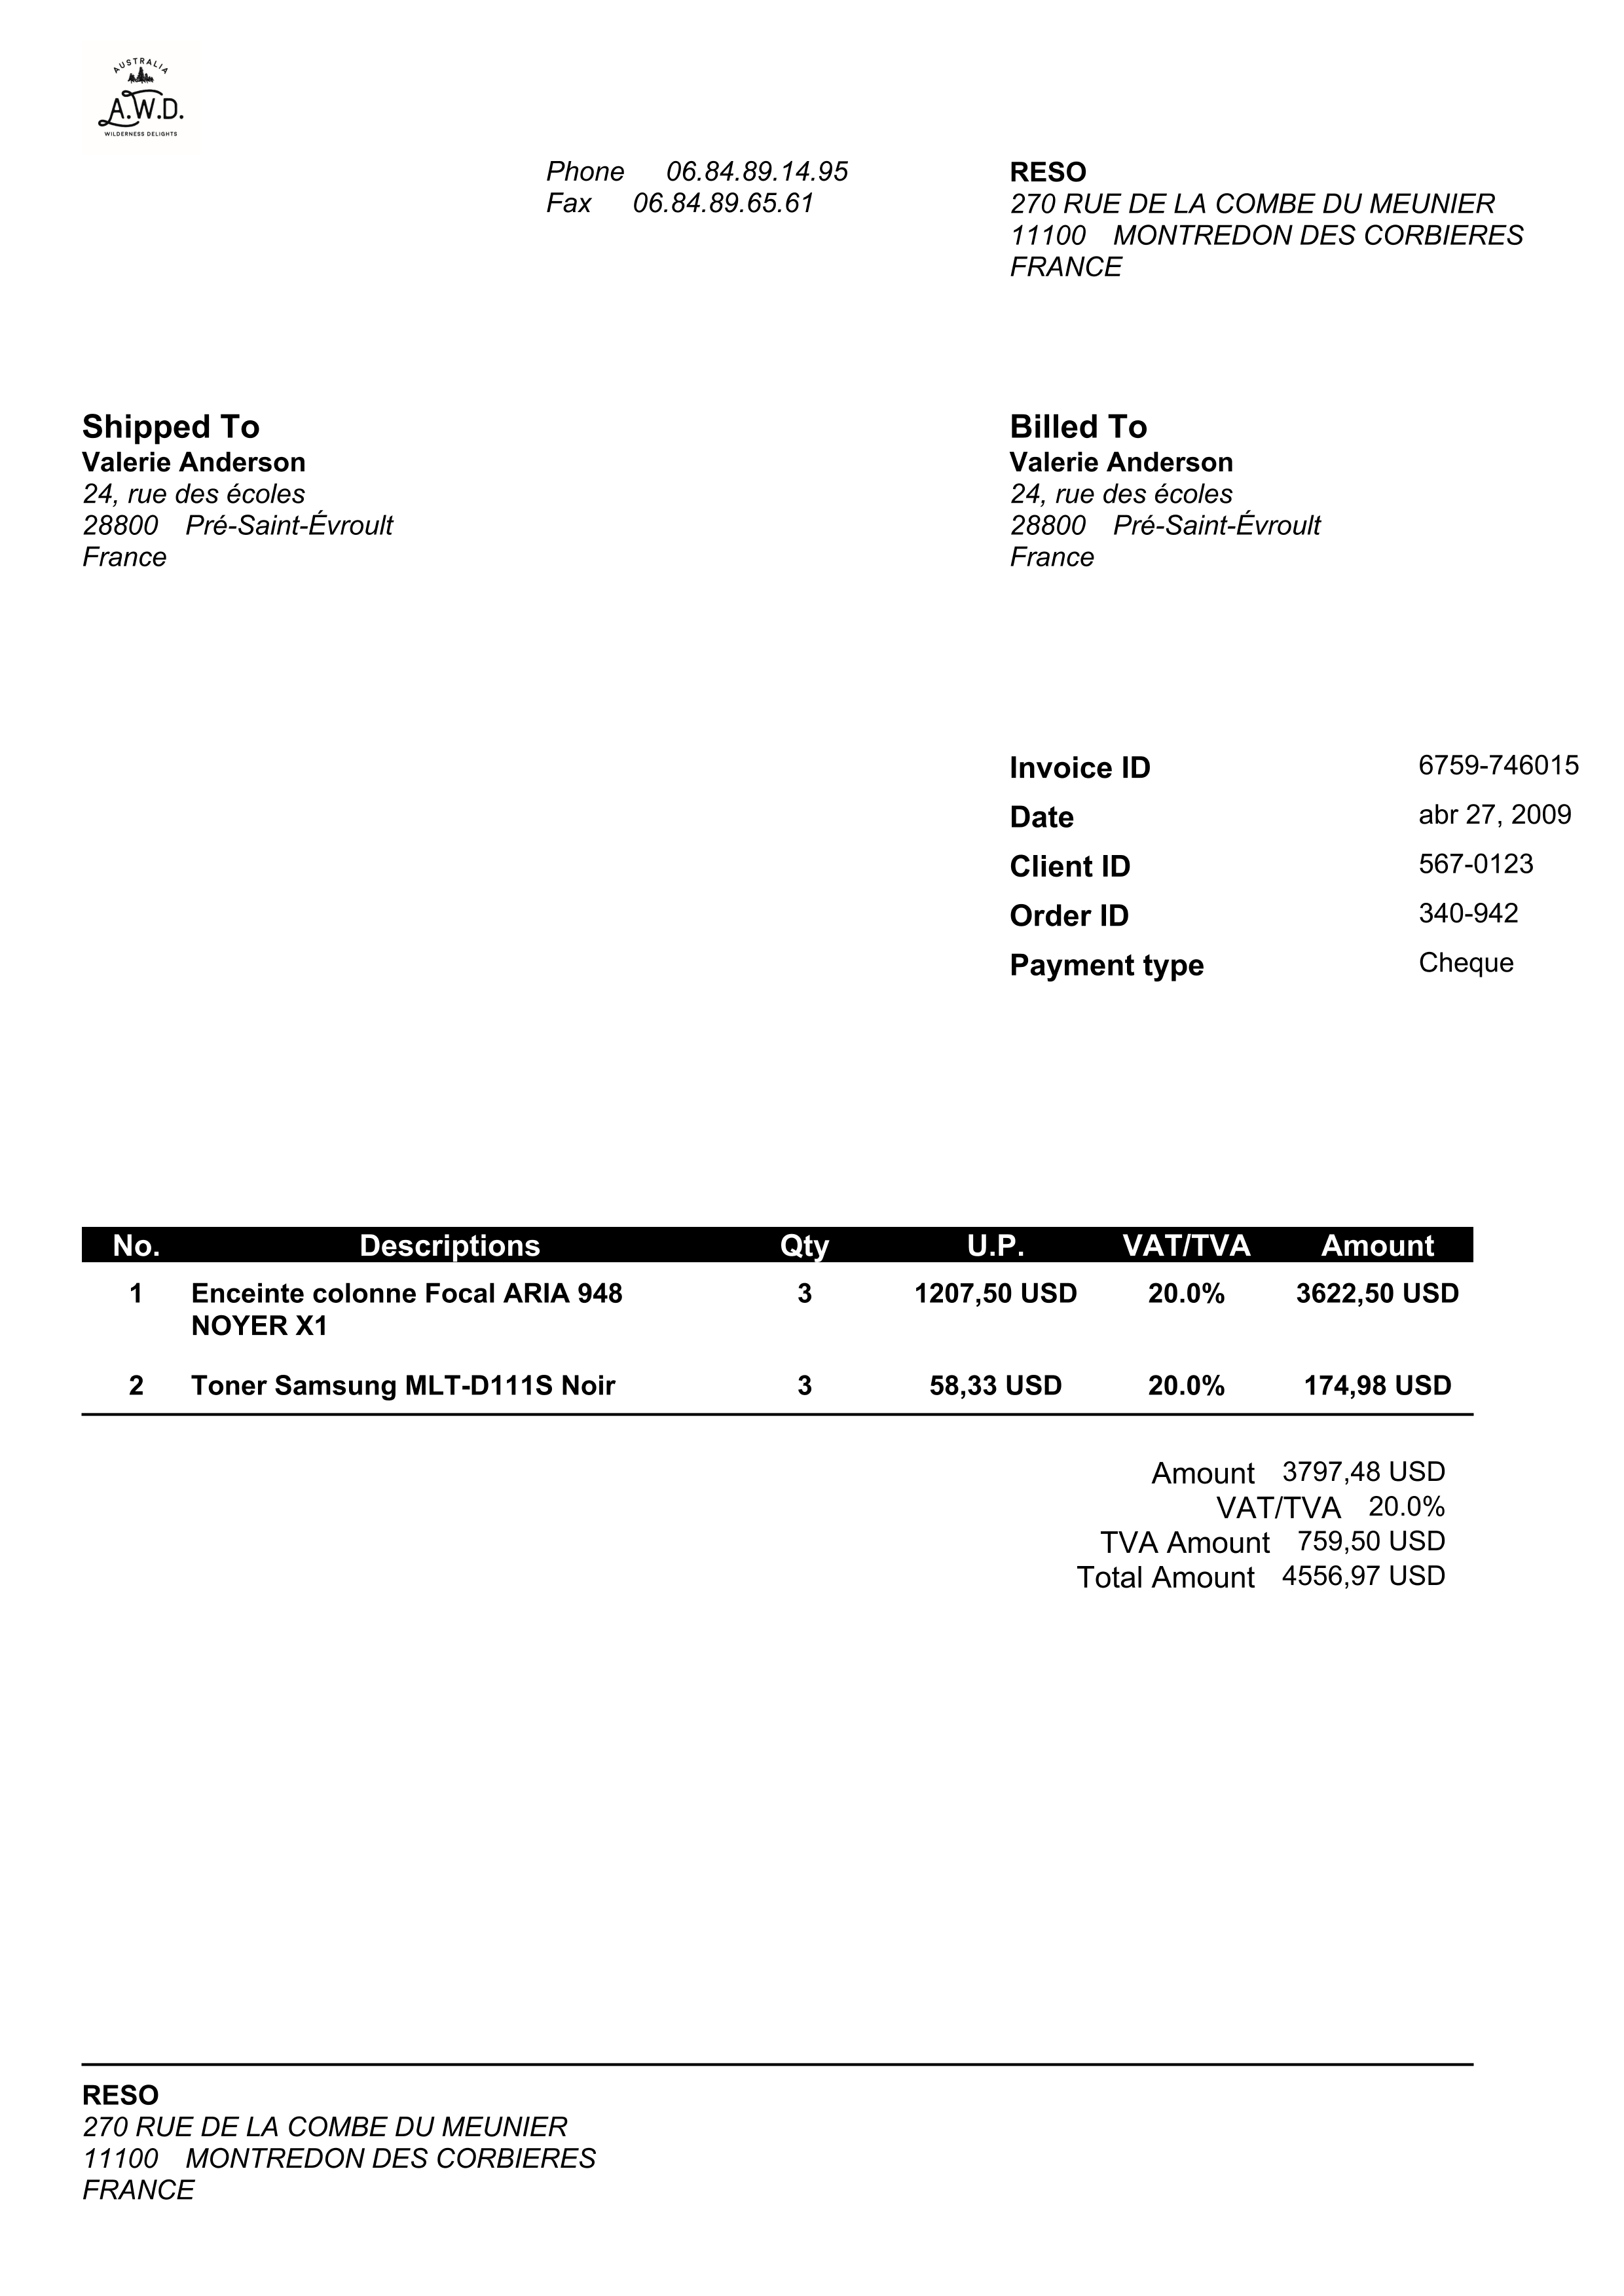 AUSTRALIA
A.W.D.
WILDERNESS DELIGHTS
Phone 06.84.89.14.95
Fax 06.84.89.65.61
RESO
270 RUE DE LA COMBE DU MEUNIER
11100 MONTREDON DES CORBIERES
FRANCE
Shipped To
Valerie Anderson
24, rue des écoles
28800 Pré-Saint-Évroult
France
Billed To
Valerie Anderson
24, rue des écoles
28800 Pré-Saint-Évroult
France
Invoice ID 6759-746015
Date abr 27, 2009
Client ID 567-0123
Order ID 340-942
Payment type Cheque
No. Descriptions Qty U.P. VAT/TVA Amount
1 Enceinte colonne Focal ARIA 948 3 1207,50 USD 20.0% 3622,50 USD
NOYER X1
2 Toner Samsung MLT-D111S Noir 3 58,33 USD 20.0% 174,98 USD
Amount 3797,48 USD
VAT/TVA 20.0%
TVA Amount 759,50 USD
Total Amount 4556,97 USD
RESO
270 RUE DE LA COMBE DU MEUNIER
11100 MONTREDON DES CORBIERES
FRANCE